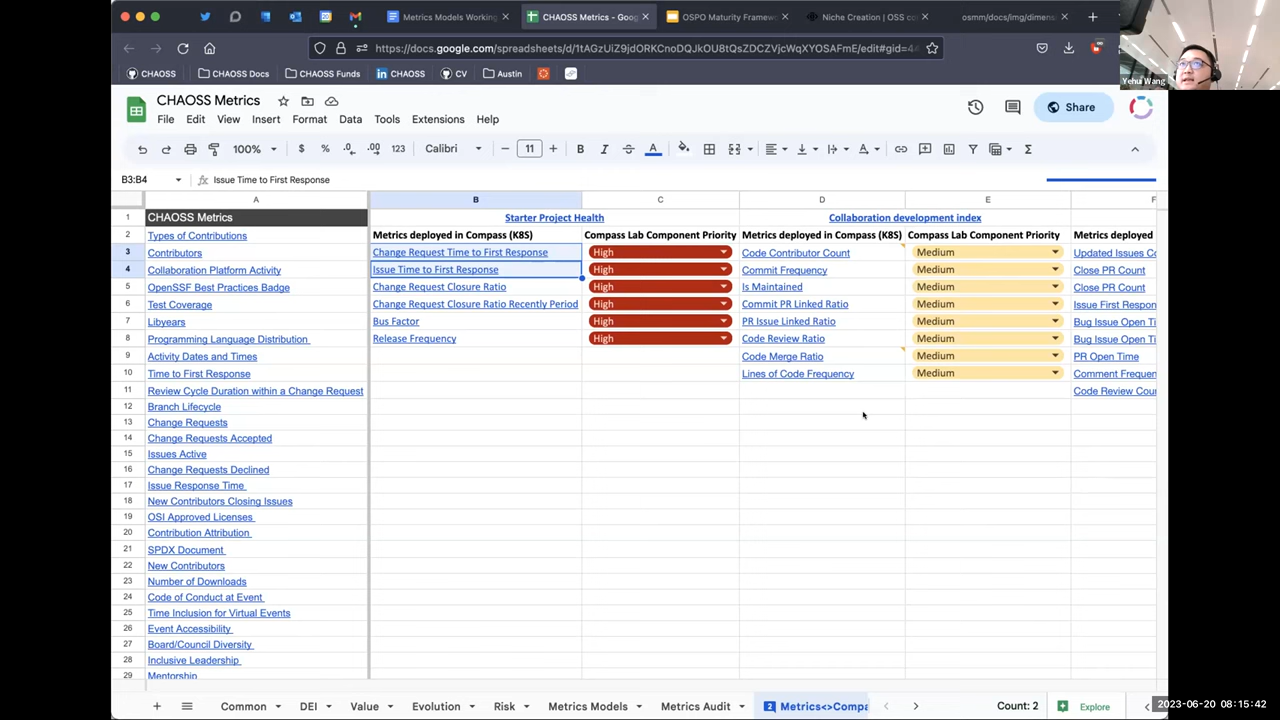 Metrics Models Working
CHAOSS Metrics - Goo
OSPO Maturity Framew
Niche Creation | OSS co
osmm/docs/img/dimens
https://docs.google.com/spreadsheets/d/1tAGzUiZ9jdORKCnoDQJkOU8tQsZDCZVjcWqXYOSAFmE/edit#gid=4
Yehui Wang
CHAOSS
CHAOSS Docs
CHAOSS Funds
CHAOSS
CV
Austin
CHAOSS Metrics
Share
File Edit View Insert Format Data Tools Extensions Help
100% $ % .0 .00 123 Calibri 11 B I
B3:B4 fx Issue Time to First Response
A B C D E F
1 CHAOSS Metrics Starter Project Health Collaboration development index
2 Types of Contributions Metrics deployed in Compass (K8S) Compass Lab Component Priority Metrics deployed in Compass (K8S) Compass Lab Component Priority Metrics deployed
3 Contributors Change Request Time to First Response High Code Contributor Count Medium Updated Issues Co
4 Collaboration Platform Activity Issue Time to First Response High Commit Frequency Medium Close PR Count
5 OpenSSF Best Practices Badge Change Request Closure Ratio High Is Maintained Medium Close PR Count
6 Test Coverage Change Request Closure Ratio Recently Period High Commit PR Linked Ratio Medium Issue First Respon
7 Libyears Bus Factor High PR Issue Linked Ratio Medium Bug Issue Open Ti
8 Programming Language Distribution Release Frequency High Code Review Ratio Medium Bug Issue Open Ti
9 Activity Dates and Times Code Merge Ratio Medium PR Open Time
10 Time to First Response Lines of Code Frequency Medium Comment Frequen
11 Review Cycle Duration within a Change Request Code Review Cou
12 Branch Lifecycle
13 Change Requests
14 Change Requests Accepted
15 Issues Active
16 Change Requests Declined
17 Issue Response Time
18 New Contributors Closing Issues
19 OSI Approved Licenses
20 Contribution Attribution
21 SPDX Document
22 New Contributors
23 Number of Downloads
24 Code of Conduct at Event
25 Time Inclusion for Virtual Events
26 Event Accessibility
27 Board/Council Diversity
28 Inclusive Leadership
29 Mentorship
Common DEI Value Evolution Risk Metrics Models Metrics Audit 2 Metrics<>Compa Count: 2 Explore
2023-06-20 08:15:42